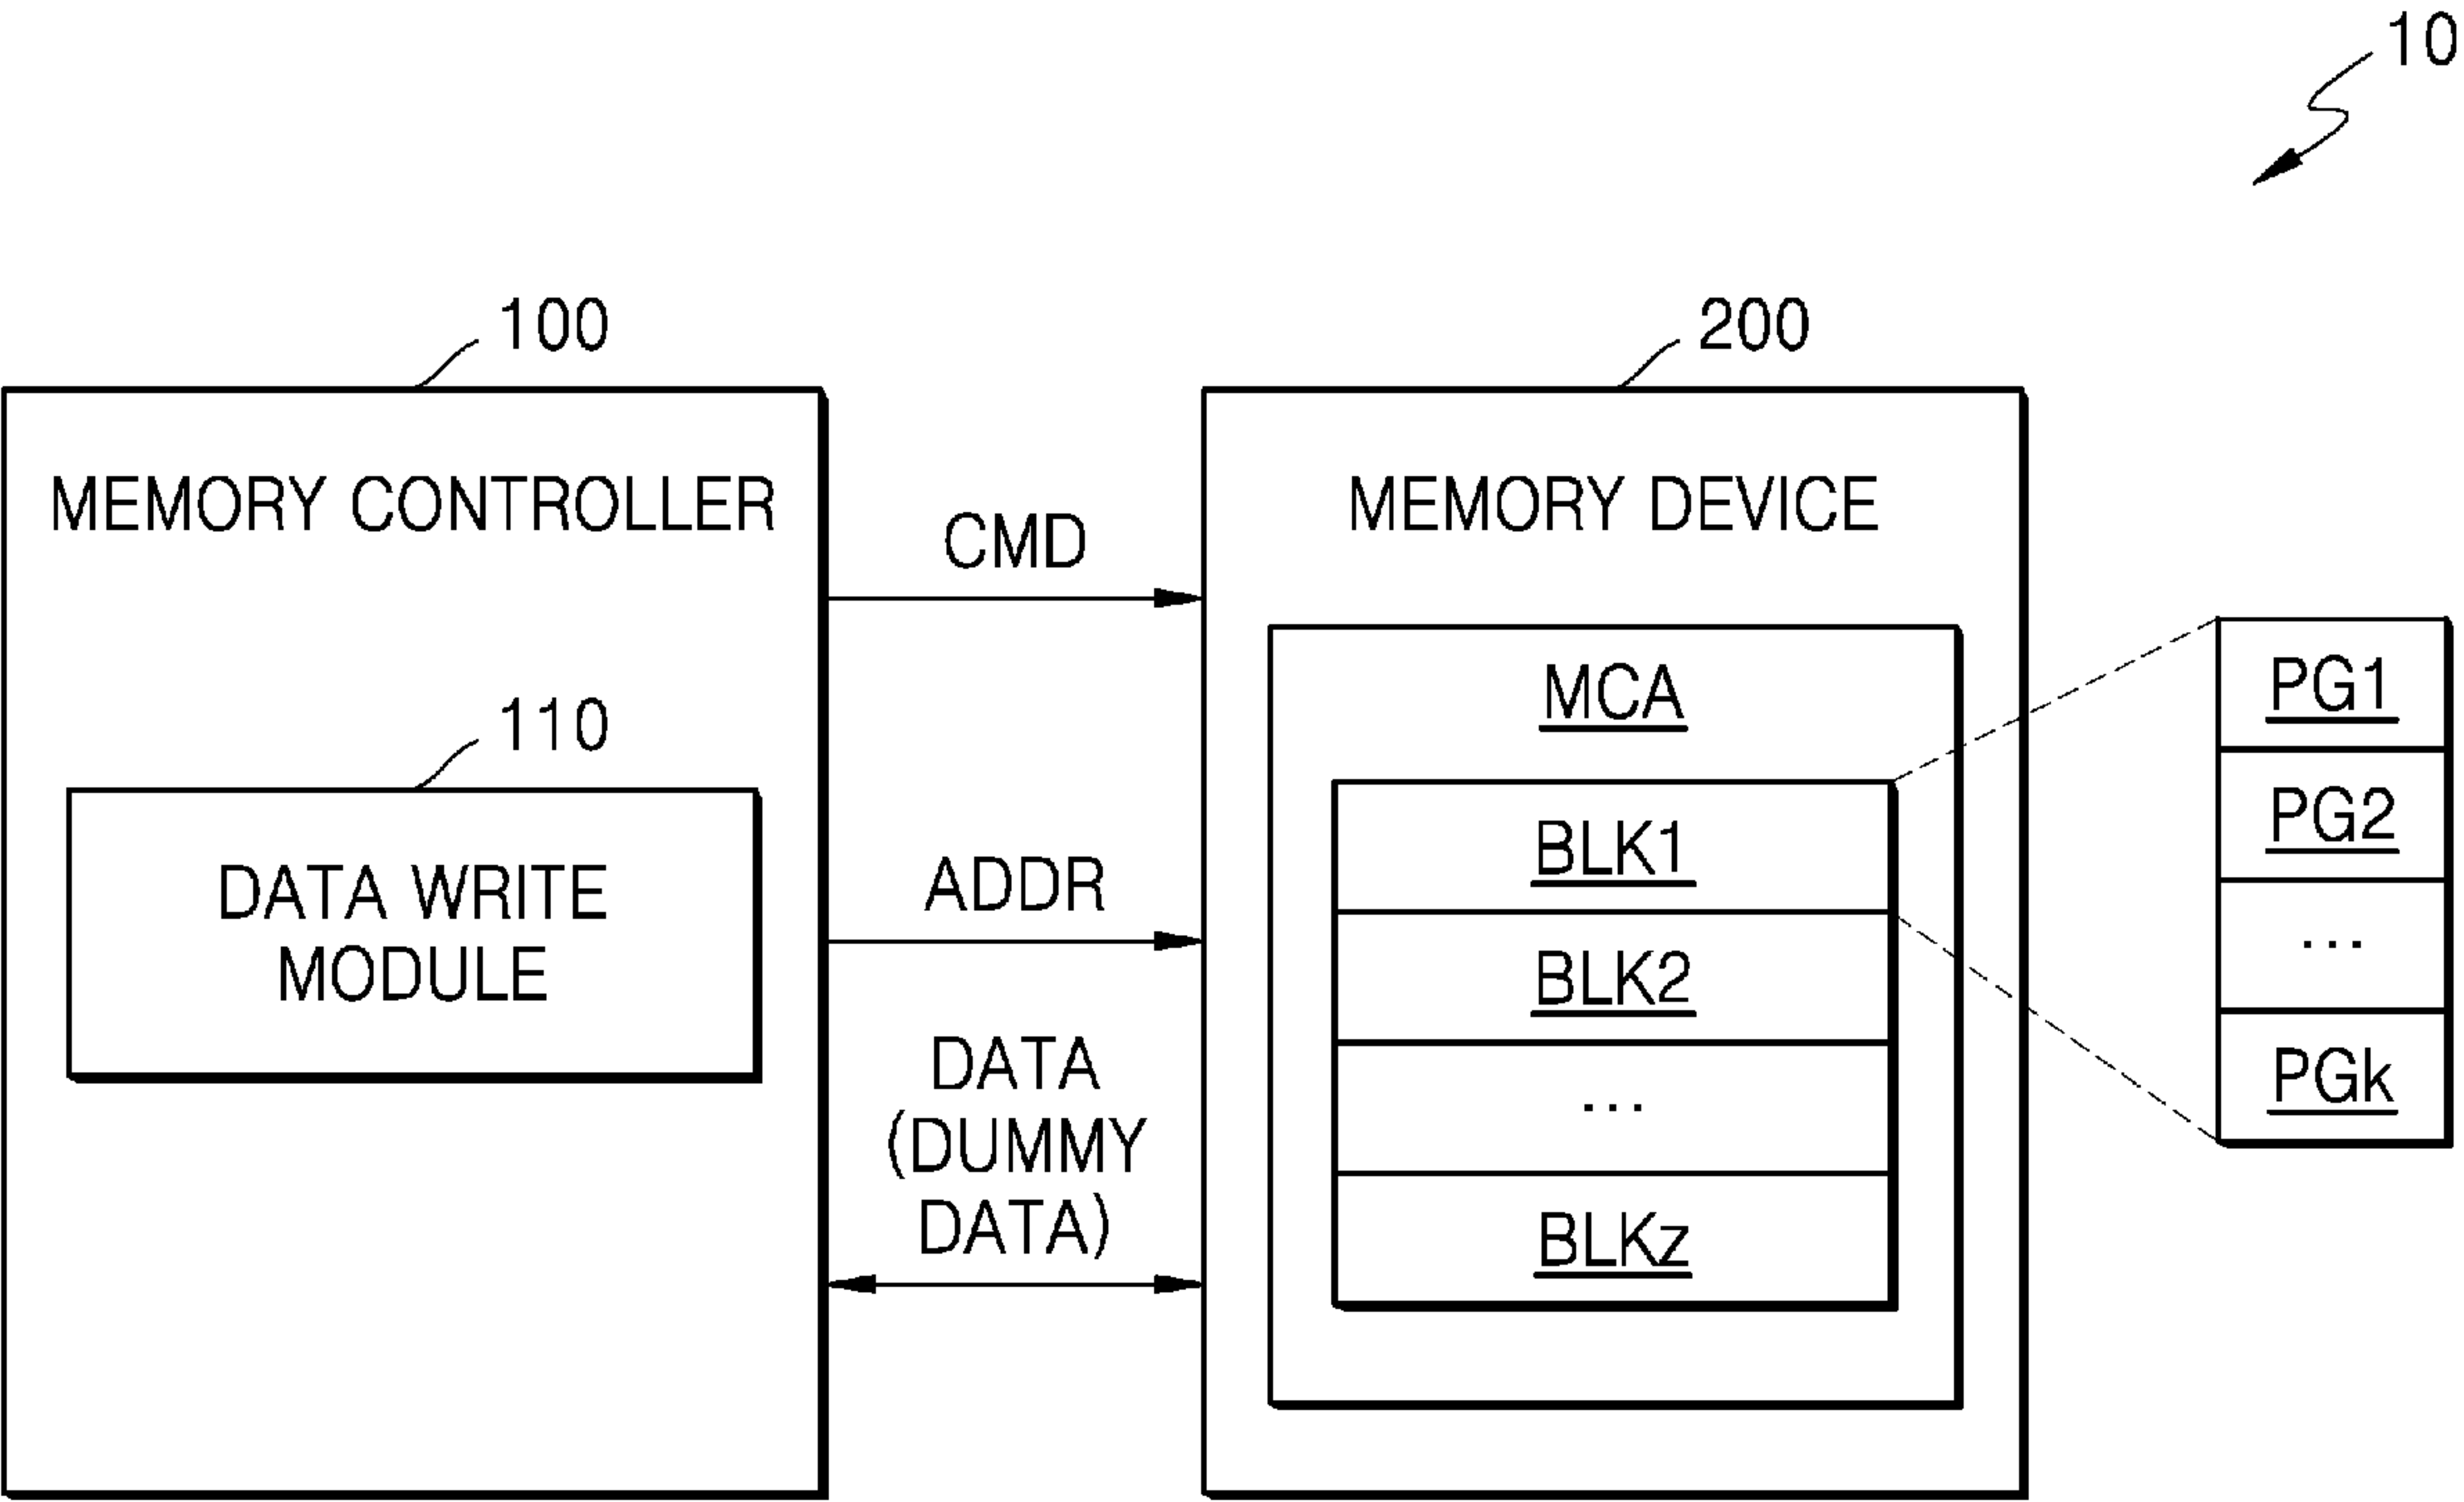 10
100
200
MEMORY CONTROLLER
MEMORY DEVICE
CMD
110
DATA WRITE
MODULE
ADDR
DATA
(DUMMY
DATA)
MCA
BLK1
BLK2
...
BLKz
PG1
PG2
...
PGk